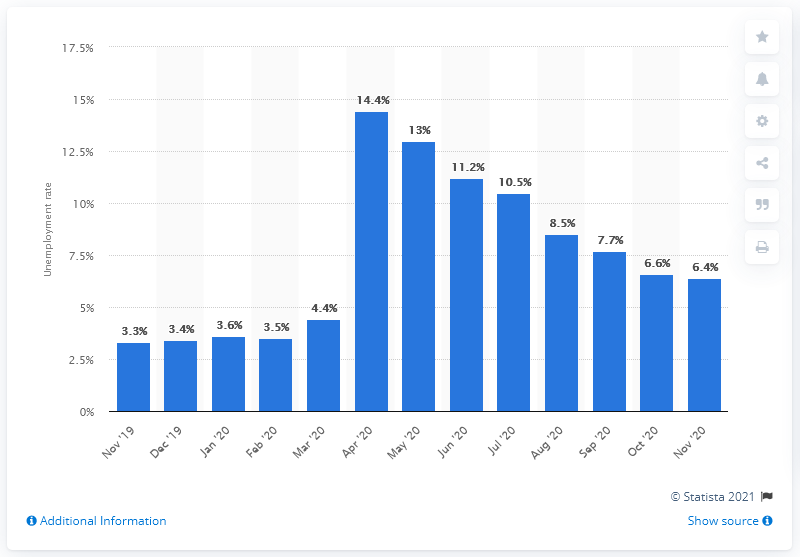 17.5%
15%
12.5%
10%
7.5%
5%
2.5%
0%
Unemployment rate
3.3%
3.4%
3.6%
3.5%
4.4%
14.4%
13%
11.2%
10.5%
8.5%
7.7%
6.6%
6.4%
Nov '19
Dec '19
Jan '20
Feb '20
Mar '20
Apr '20
May '20
Jun '20
Jul '20
Aug '20
Sep '20
Oct '20
Nov '20
© Statista 2021
Additional Information
Show source